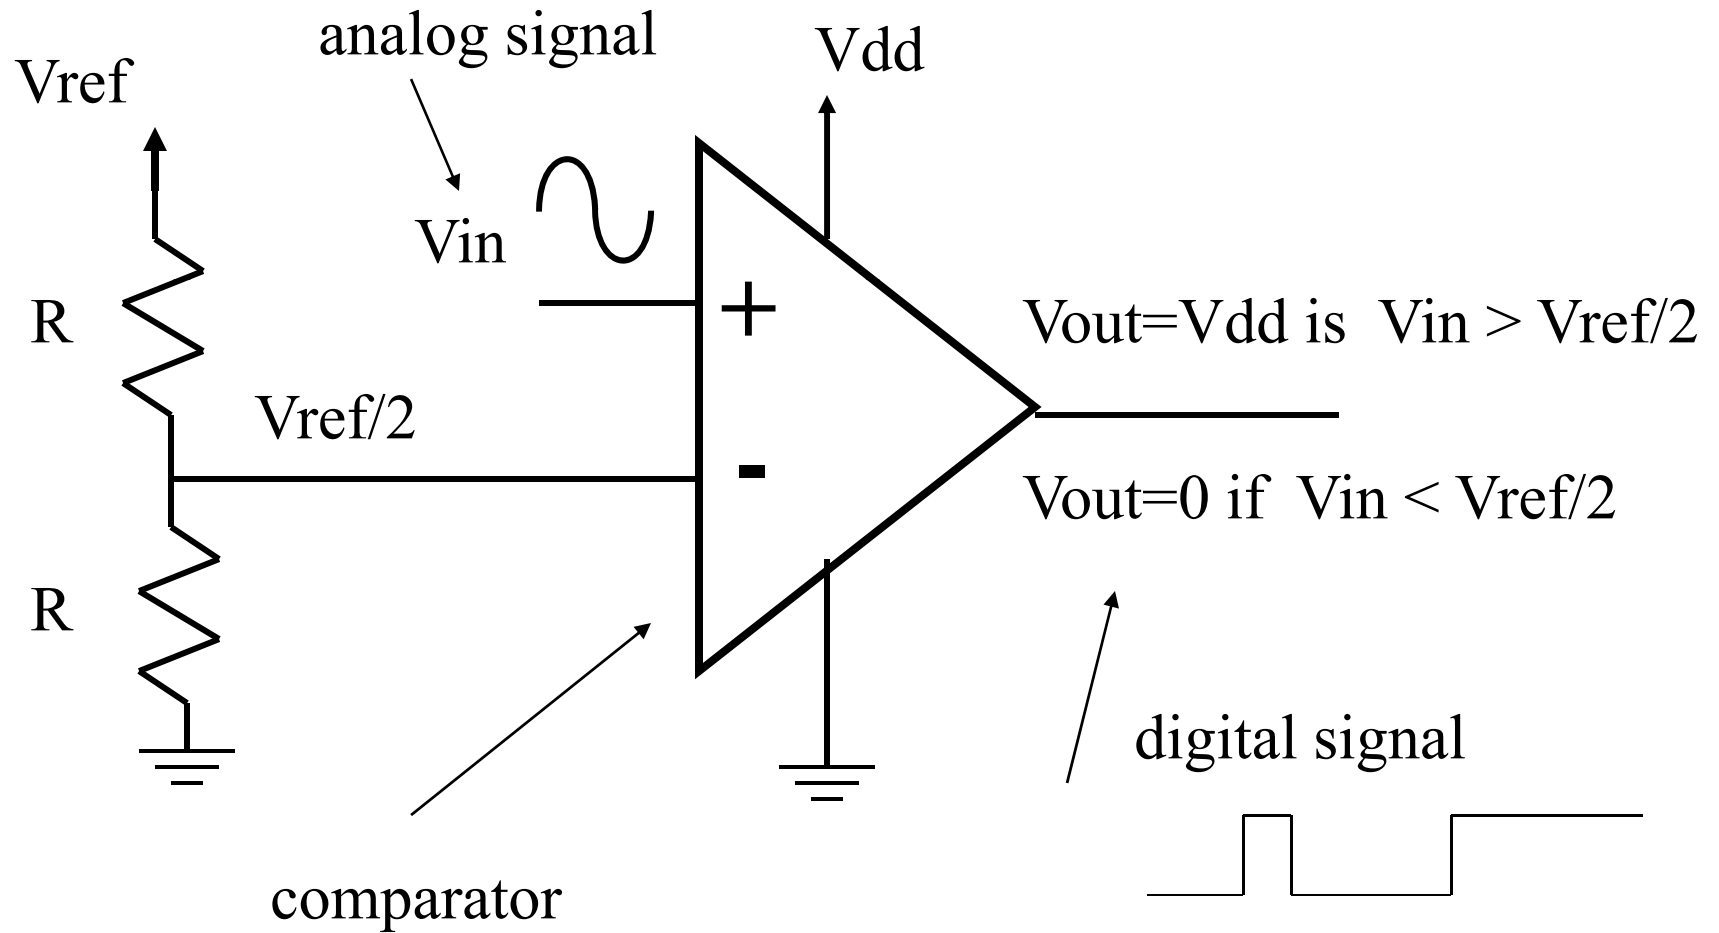 analog signal
Vdd
Vref
Vin
+
R
Vout=Vdd is Vin > Vref/2
Vref/2
-
Vout=0 if Vin < Vref/2
R
digital signal
comparator